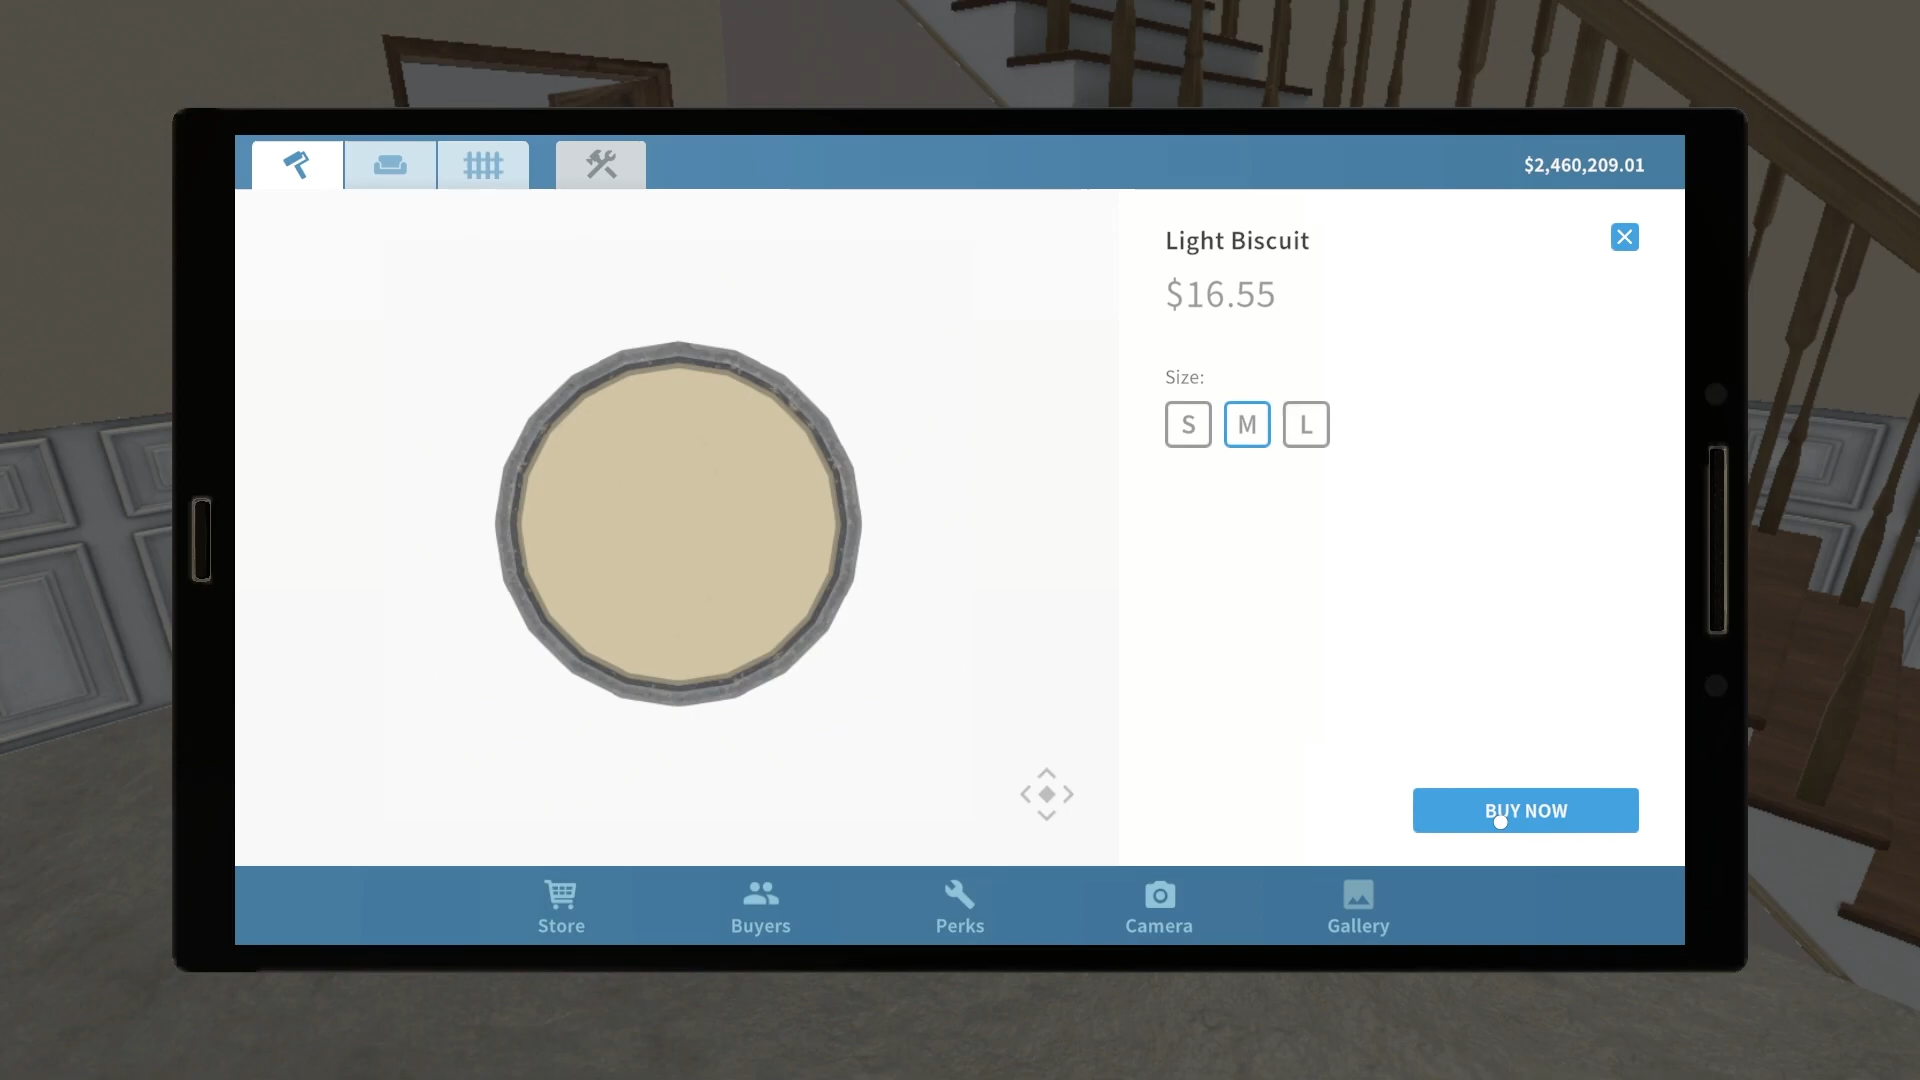 $2,460,209.01
Light Biscuit
$16.55
Size:
S M L
BUY NOW
Store Buyers Perks Camera Gallery